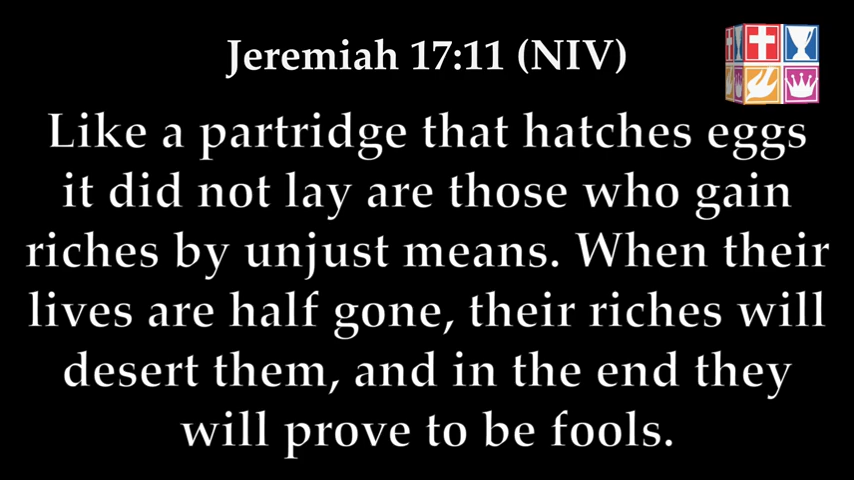 Jeremiah 17:11 (NIV)
Like a partridge that hatches eggs
it did not lay are those who gain
riches by unjust means. When their
lives are half gone, their riches will
desert them, and in the end they
will prove to be fools.